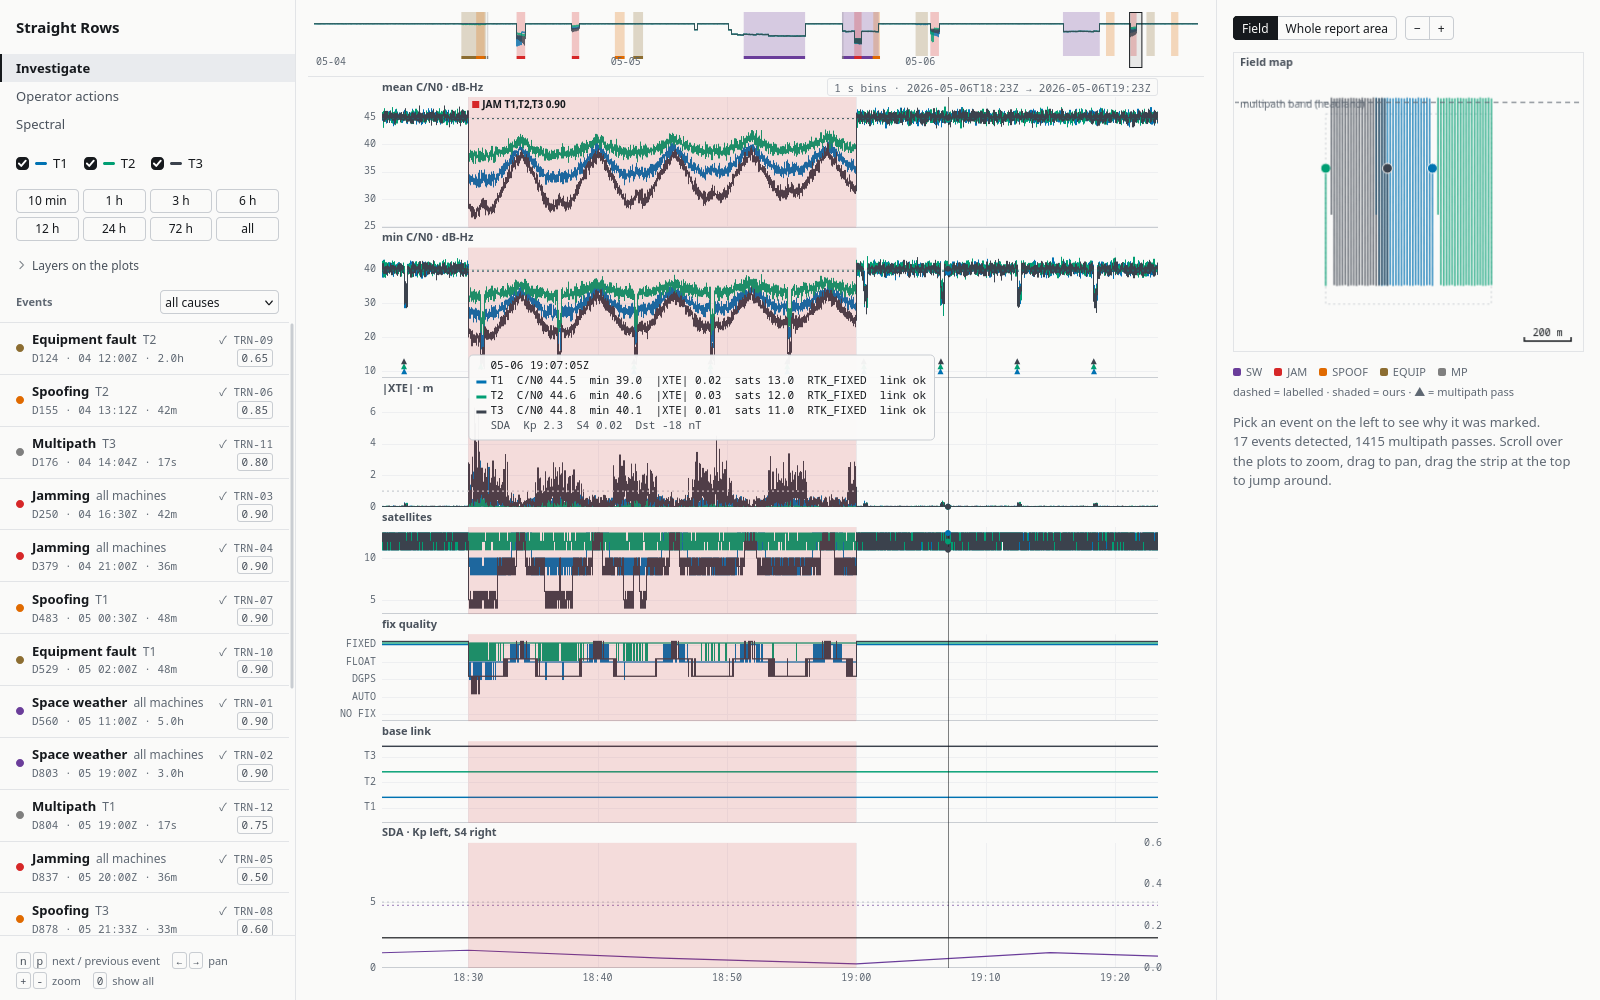 Straight Rows
Investigate
Operator actions
Spectral
T1 T2 T3
10 min 1 h 3 h 6 h
12 h 24 h 72 h all
Layers on the plots
Events all causes
Equipment fault T2 ✓ TRN-09
D124 · 04 12:00Z · 2.0h 0.65
Spoofing T2 ✓ TRN-06
D155 · 04 13:12Z · 42m 0.85
Multipath T3 ✓ TRN-11
D176 · 04 14:04Z · 17s 0.80
Jamming all machines ✓ TRN-03
D250 · 04 16:30Z · 42m 0.90
Jamming all machines ✓ TRN-04
D379 · 04 21:00Z · 36m 0.90
Spoofing T1 ✓ TRN-07
D483 · 05 00:30Z · 48m 0.90
Equipment fault T1 ✓ TRN-10
D529 · 05 02:00Z · 48m 0.90
Space weather all machines ✓ TRN-01
D560 · 05 11:00Z · 5.0h 0.90
Space weather all machines ✓ TRN-02
D803 · 05 19:00Z · 3.0h 0.90
Multipath T1 ✓ TRN-12
D804 · 05 19:00Z · 17s 0.75
Jamming all machines ✓ TRN-05
D837 · 05 20:00Z · 36m 0.50
Spoofing T3 ✓ TRN-08
D878 · 05 21:33Z · 33m 0.60
n p next / previous event ← → pan
+ - zoom 0 show all
05-04 05-05 05-06
mean C/N0 · dB-Hz 1 s bins · 2026-05-06T18:23Z → 2026-05-06T19:23Z
JAM T1,T2,T3 0.90
45
40
35
30
25
min C/N0 · dB-Hz
40
30
20
10
|XTE| · m
6
4
2
0
05-06 19:07:05Z
T1 C/N0 44.5 min 39.0 |XTE| 0.02 sats 13.0 RTK_FIXED link ok
T2 C/N0 44.6 min 40.6 |XTE| 0.03 sats 12.0 RTK_FIXED link ok
T3 C/N0 44.8 min 40.1 |XTE| 0.01 sats 11.0 RTK_FIXED link ok
SDA Kp 2.3 S4 0.02 Dst -18 nT
satellites
10
5
fix quality
FIXED
FLOAT
DGPS
AUTO
NO FIX
base link
T3
T2
T1
SDA · Kp left, S4 right
0.6
0.4
5
0.2
0 0.0
18:30 18:40 18:50 19:00 19:10 19:20
Field Whole report area − +
Field map
multipath band (headland)
200 m
SW JAM SPOOF EQUIP MP
dashed = labelled · shaded = ours · ▲ = multipath pass
Pick an event on the left to see why it was marked.
17 events detected, 1415 multipath passes. Scroll over
the plots to zoom, drag to pan, drag the strip at the top
to jump around.